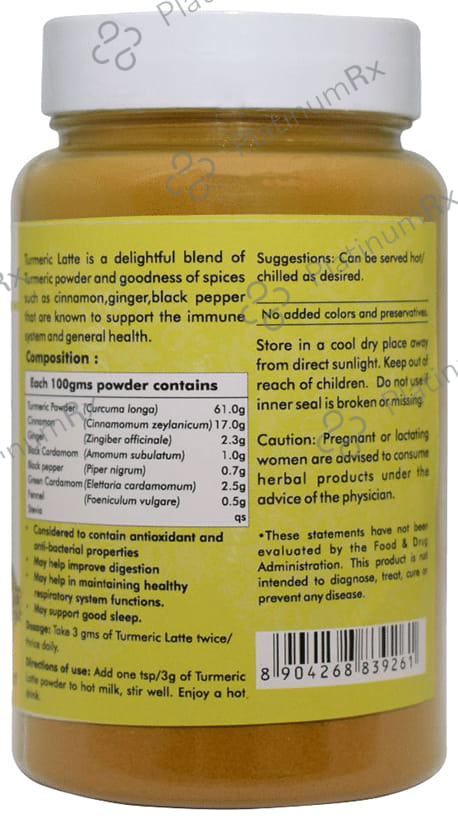 Turmeric Latte is a delightful blend of
Turmeric powder and goodness of spices
such as cinnamon,ginger,black pepper
that are known to support the immune
system and general health.
Composition :
Each 100gms powder contains
Turmeric Powder (Curcuma longa) 61.0g
Cinnamon (Cinnamomum zeylanicum) 17.0g
Ginger (Zingiber officinale) 2.3g
Black Cardamom (Amomum subulatum) 1.0g
Black pepper (Piper nigrum) 0.7g
Green Cardamom (Elettaria cardamomum) 2.5g
Fennel (Foeniculum vulgare) 0.5g
Stevia qs
• Considered to contain antioxidant and
anti-bacterial properties
• May help improve digestion
• May help in maintaining healthy
respiratory system functions.
• May support good sleep.
Dosage: Take 3 gms of Turmeric Latte twice/
thrice daily.
Directions of use: Add one tsp/3g of Turmeric
Latte powder to hot milk, stir well. Enjoy a hot
drink.
Suggestions: Can be served hot/
chilled as desired.
No added colors and preservatives.
Store in a cool dry place away
from direct sunlight. Keep out of
reach of children. Do not use if
inner seal is broken or missing.
Caution: Pregnant or lactating
women are advised to consume
herbal products under the
advice of the physician.
•These statements have not been
evaluated by the Food & Drug
Administration. This product is not
intended to diagnose, treat, cure or
prevent any disease.
8 904268 839261
PlatinumRx
PlatinumRx
PlatinumRx